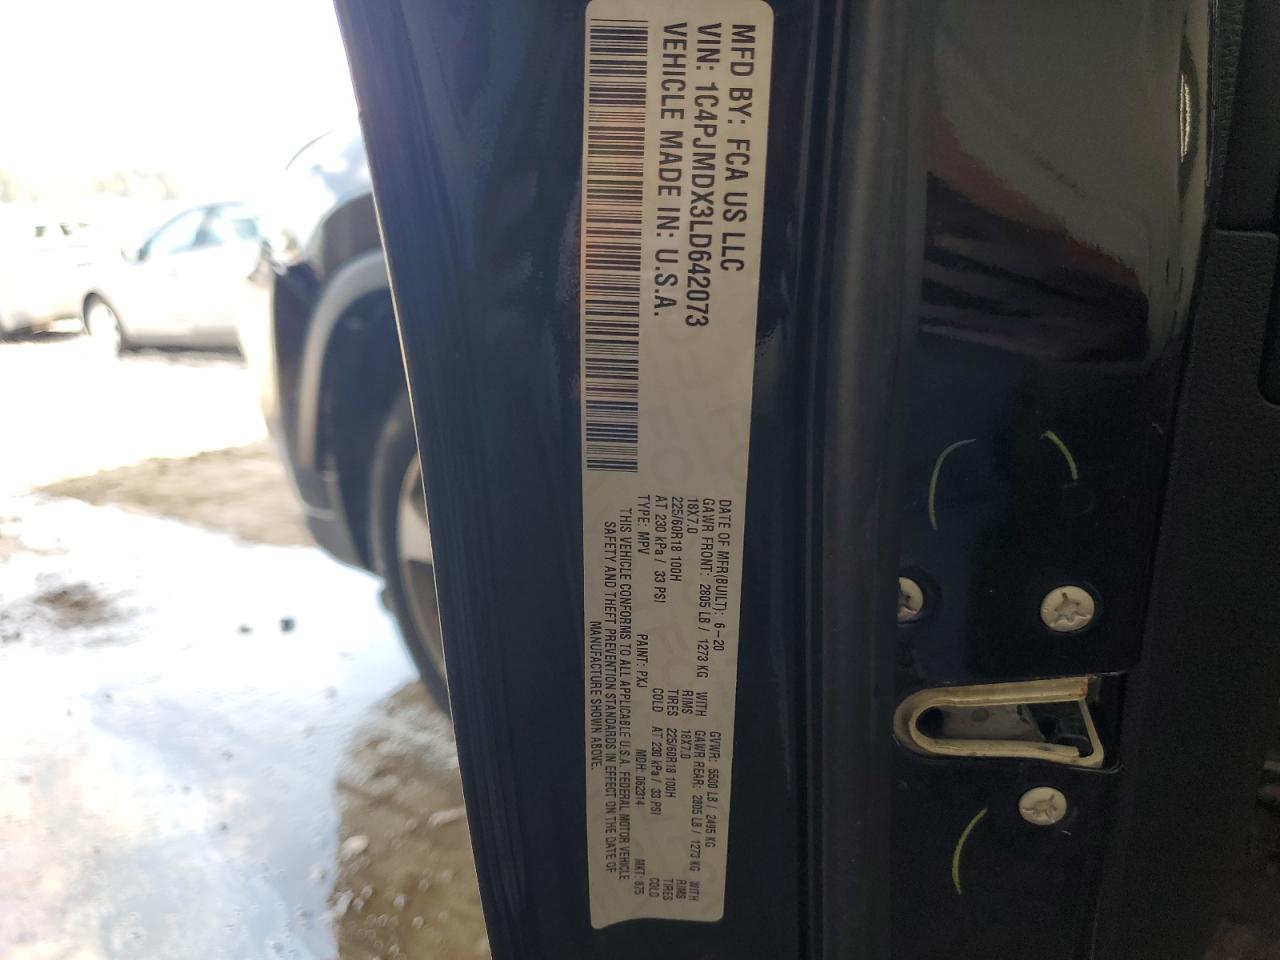 MFD BY: FCA US LLC
VIN: 1C4PJMDX3LD642073
VEHICLE MADE IN: U.S.A.
DATE OF MFR(BUILT): 6-20 GVWR: 5500 LB / 2495 KG
GAWR FRONT: 2805 LB / 1273 KG WITH GAWR REAR: 2805 LB / 1273 KG WITH
18X7.0 RIMS 18X7.0 RIMS
225/60R18 100H TIRES 225/60R18 100H TIRES
AT 230 kPa / 33 PSI COLD AT 230 kPa / 33 PSI COLD
TYPE: MPV PAINT: PXJ MDH: 062314 MKT: 875
THIS VEHICLE CONFORMS TO ALL APPLICABLE U.S.A. FEDERAL MOTOR VEHICLE
SAFETY AND THEFT PREVENTION STANDARDS IN EFFECT ON THE DATE OF
MANUFACTURE SHOWN ABOVE.